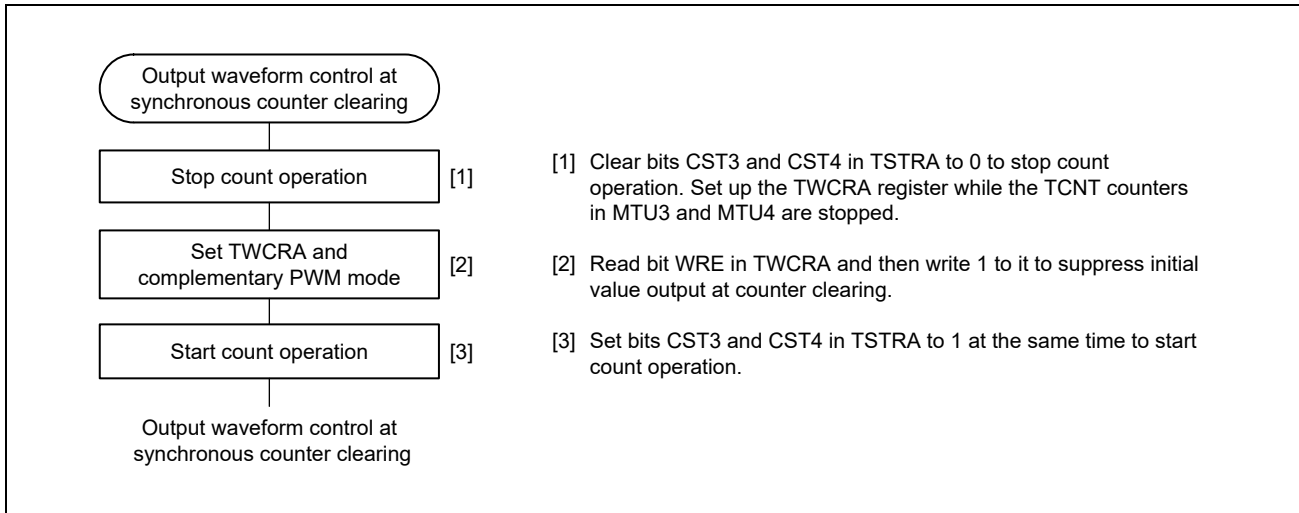 Output waveform control at
synchronous counter clearing
Stop count operation [1]
Set TWCRA and
complementary PWM mode [2]
Start count operation [3]
Output waveform control at
synchronous counter clearing
[1] Clear bits CST3 and CST4 in TSTRA to 0 to stop count
operation. Set up the TWCRA register while the TCNT counters
in MTU3 and MTU4 are stopped.
[2] Read bit WRE in TWCRA and then write 1 to it to suppress initial
value output at counter clearing.
[3] Set bits CST3 and CST4 in TSTRA to 1 at the same time to start
count operation.